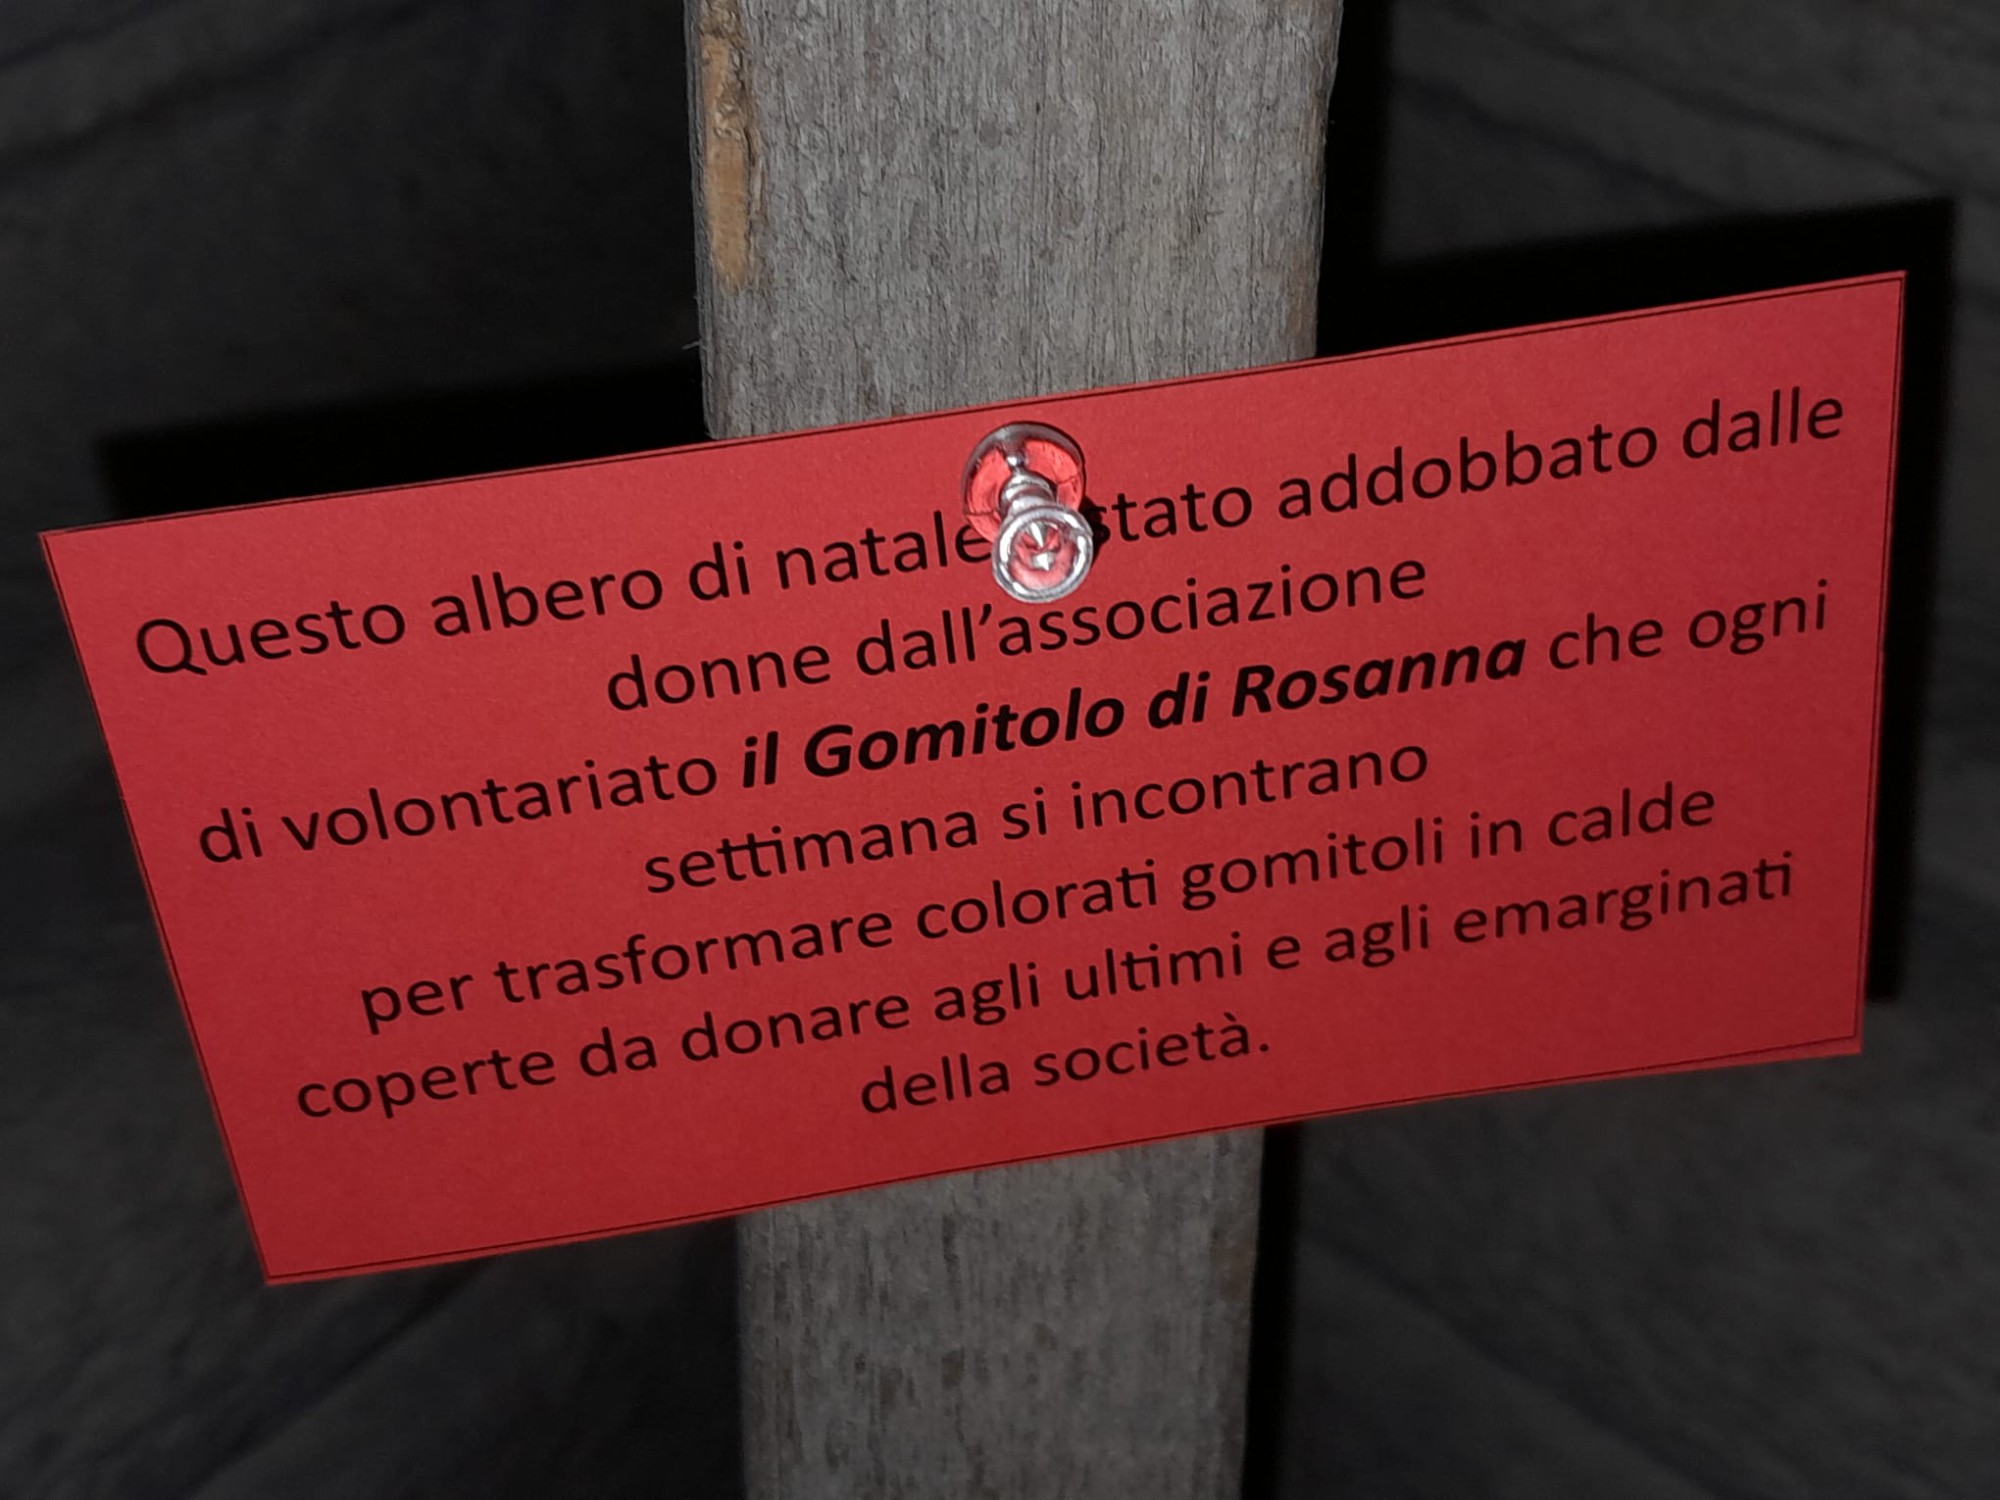 Questo albero di natale stato addobbato dalle
donne dall’associazione
di volontariato il Gomitolo di Rosanna che ogni
settimana si incontrano
per trasformare colorati gomitoli in calde
coperte da donare agli ultimi e agli emarginati
della società.